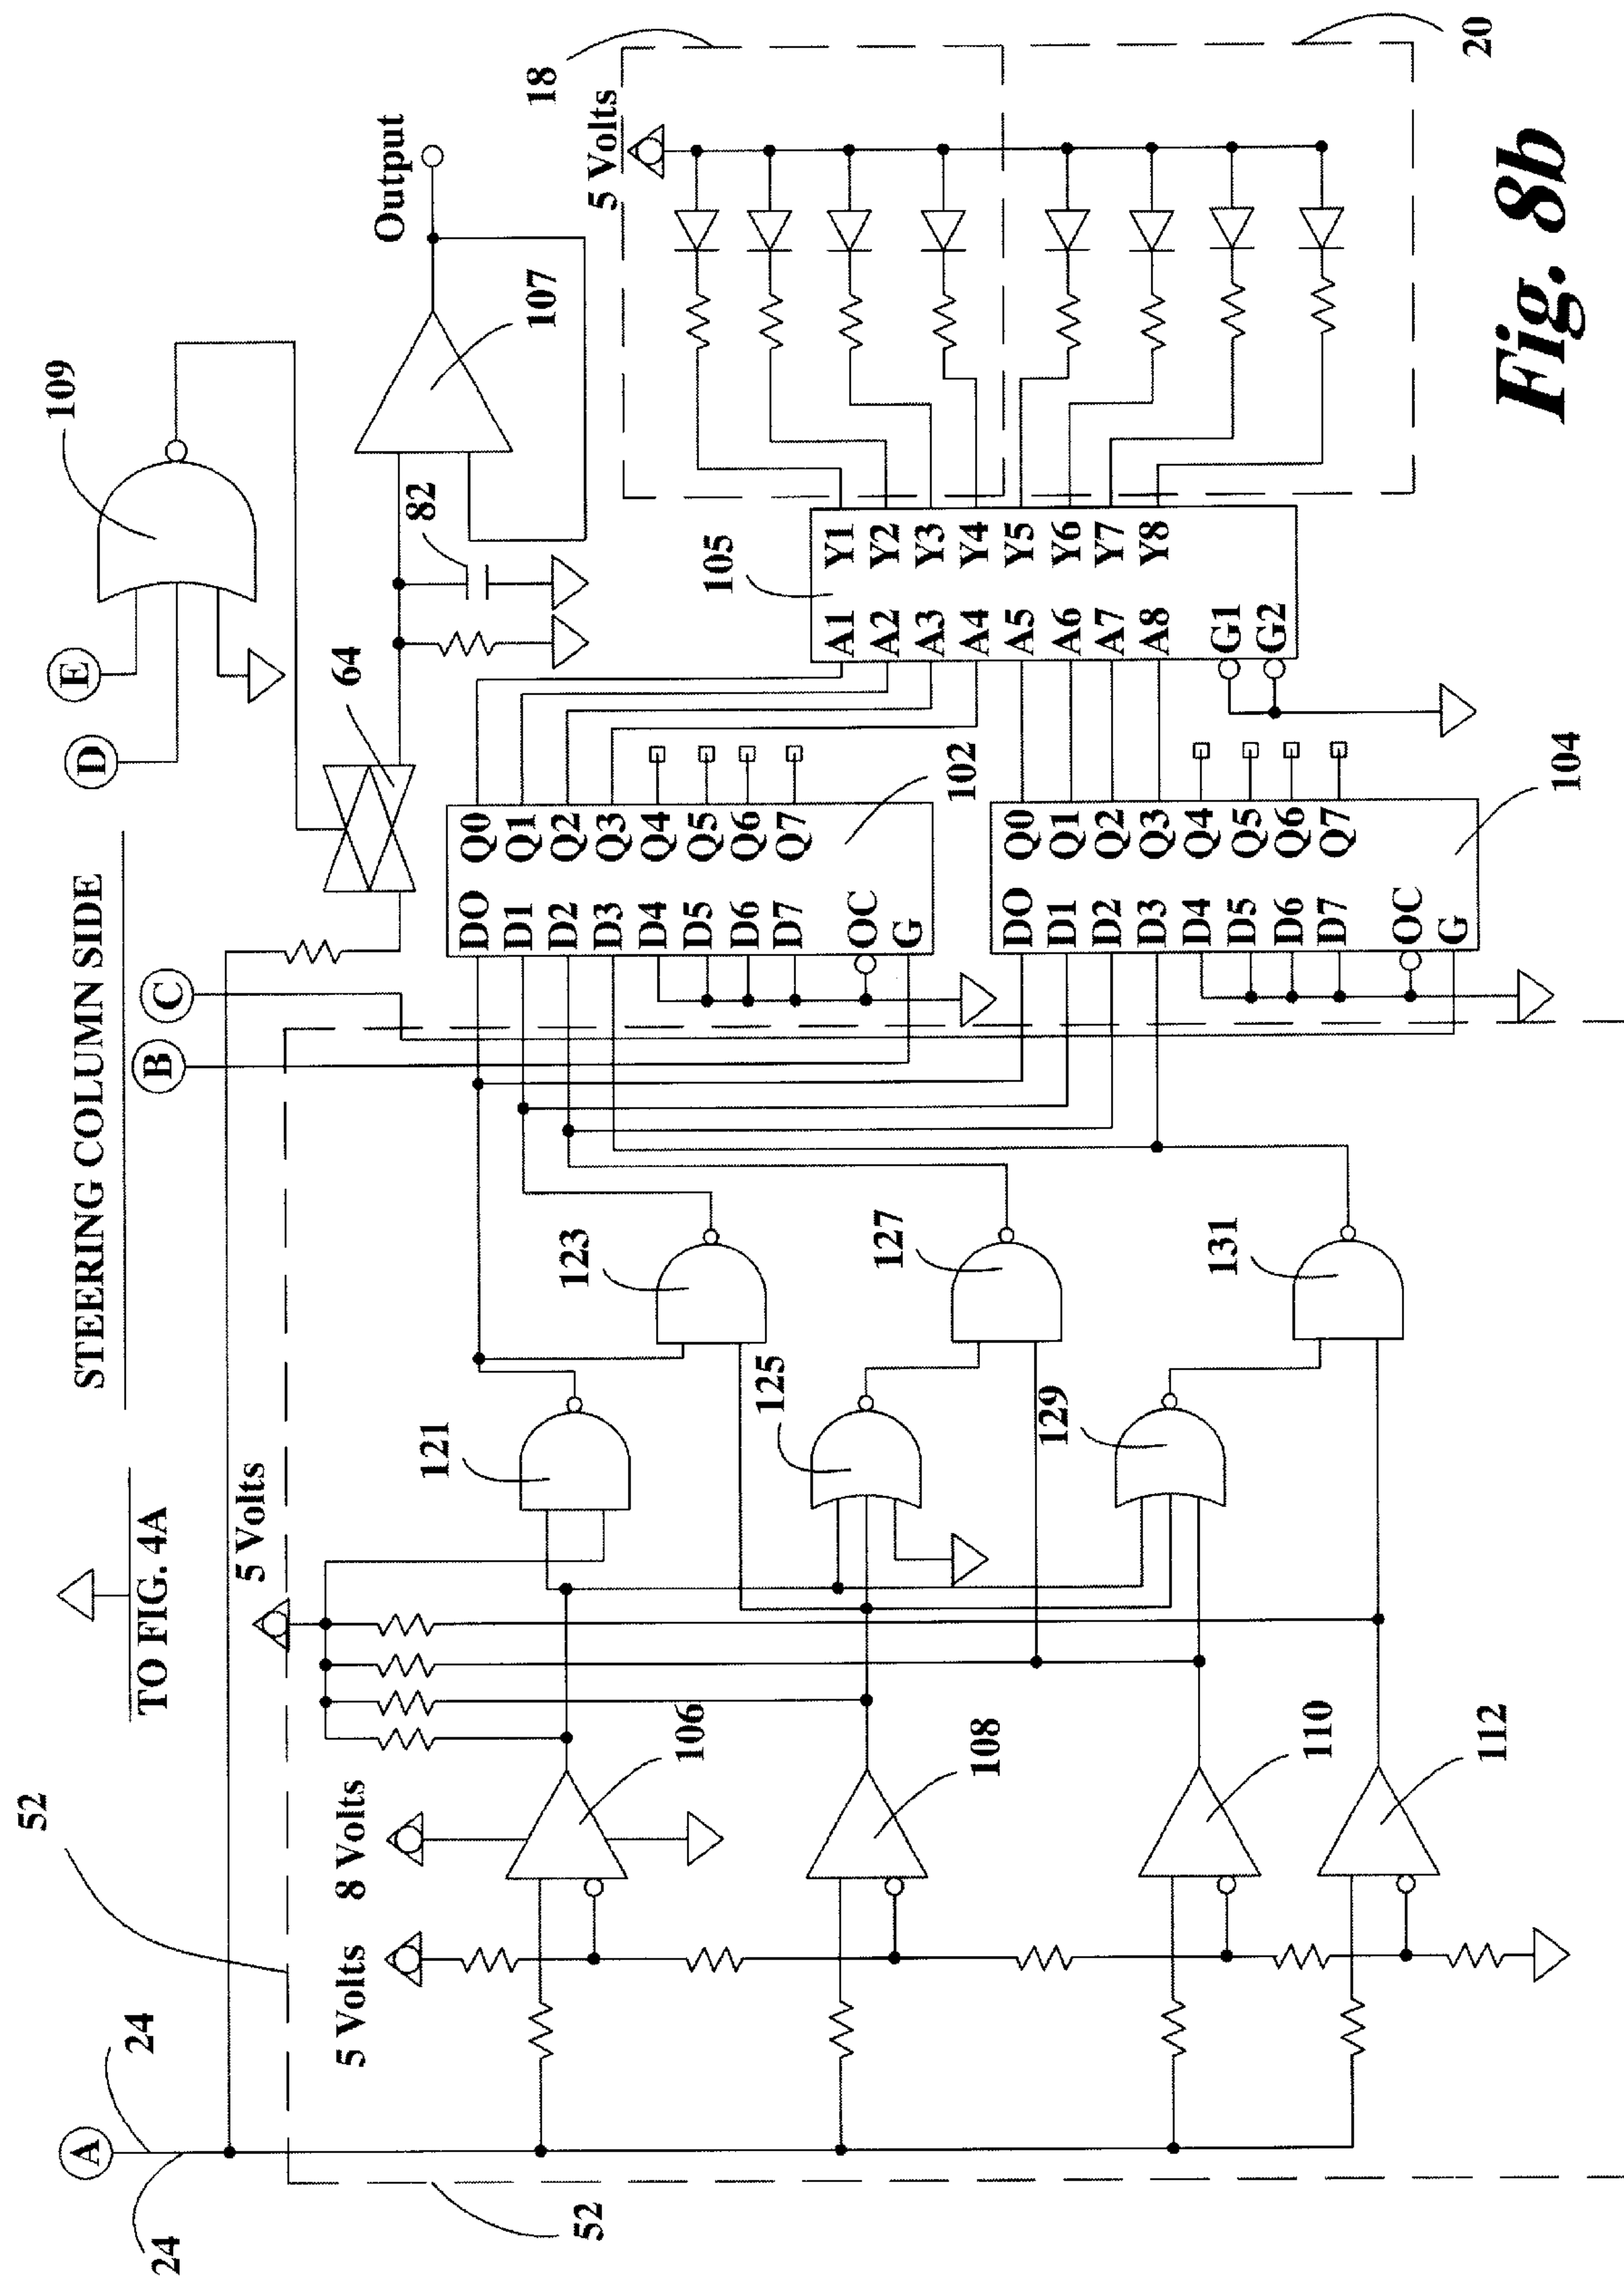 STEERING COLUMN SIDE
TO FIG. 4A
A
24
24
52
52
B
C
D
E
109
64
82
107
Output
5 Volts
18
20
5 Volts
5 Volts
8 Volts
106
108
110
112
121
123
125
127
129
131
DO Q0
D1 Q1
D2 Q2
D3 Q3
D4 Q4
D5 Q5
D6 Q6
D7 Q7
OC
G
102
DO Q0
D1 Q1
D2 Q2
D3 Q3
D4 Q4
D5 Q5
D6 Q6
D7 Q7
OC
G
104
105
A1 Y1
A2 Y2
A3 Y3
A4 Y4
A5 Y5
A6 Y6
A7 Y7
A8 Y8
G1
G2
Fig. 8b